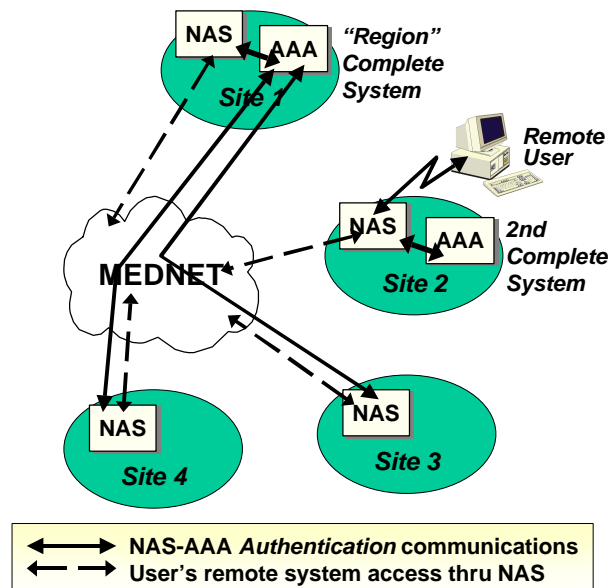 NAS
AAA
Site 1
“Region”
Complete
System
Remote
User
NAS
AAA
Site 2
2nd
Complete
System
MEDNET
NAS
Site 4
NAS
Site 3
NAS-AAA Authentication communications
User's remote system access thru NAS